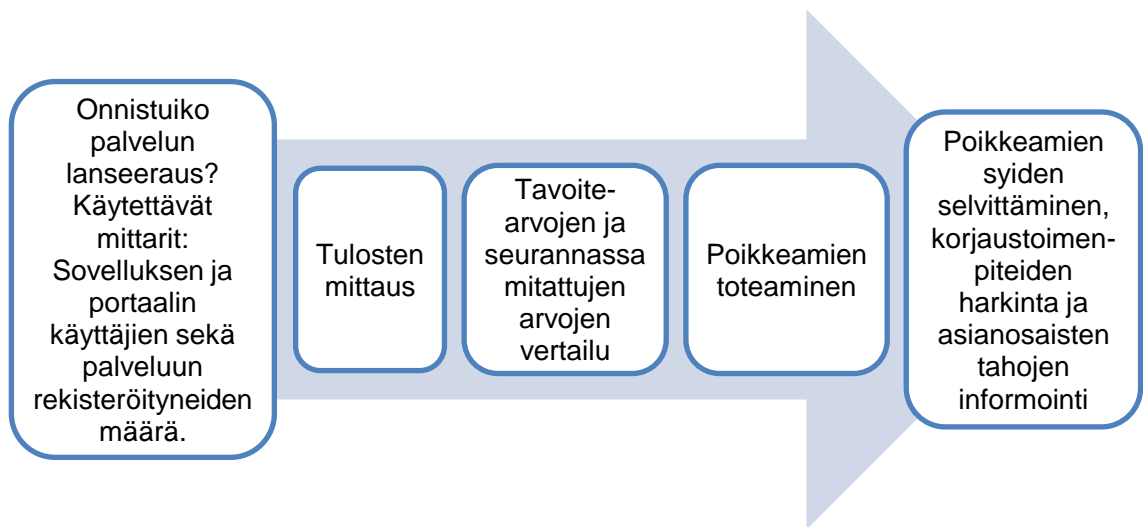 Onnistuiko
palvelun
lanseeraus?
Käytettävät
mittarit:
Sovelluksen ja
portaalin
käyttäjien sekä
palveluun
rekisteröityneiden
määrä.
Tulosten
mittaus
Tavoite-
arvojen ja
seurannassa
mitattujen
arvojen
vertailu
Poikkeamien
toteaminen
Poikkeamien
syiden
selvittäminen,
korjaustoimen-
piteiden
harkinta ja
asianosaisten
tahojen
informointi